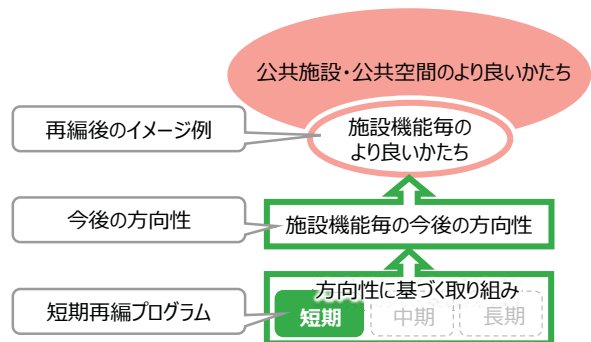 公共施設・公共空間のより良いかたち
再編後のイメージ例
施設機能毎の
より良いかたち
今後の方向性
施設機能毎の今後の方向性
方向性に基づく取り組み
短期再編プログラム
短期
中期
長期